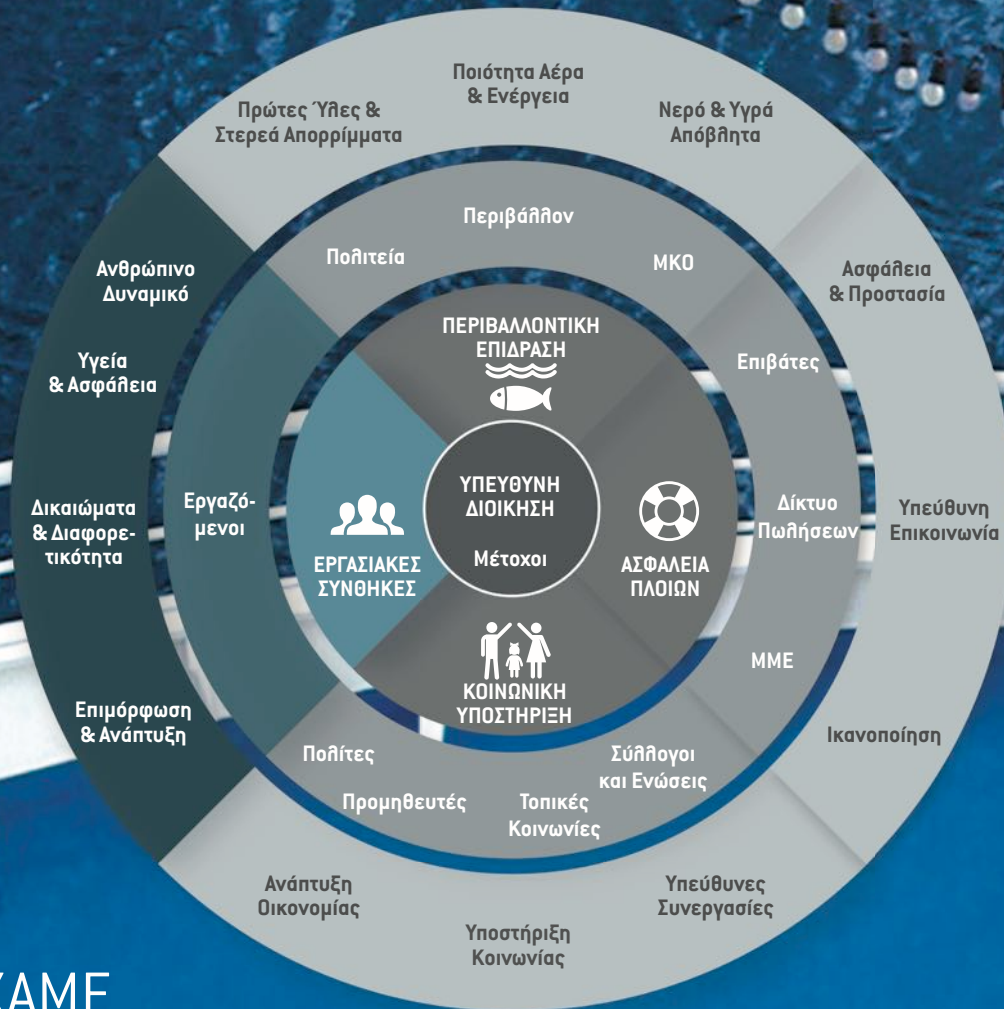 Ποιότητα Αέρα
& Ενέργεια
Πρώτες Ύλες &
Στερεά Απορρίμματα
Νερό & Υγρά
Απόβλητα
Ανθρώπινο
Δυναμικό
Υγεία
& Ασφάλεια
Δικαιώματα
& Διαφορε-
τικότητα
Επιμόρφωση
& Ανάπτυξη
Ασφάλεια
& Προστασία
Υπεύθυνη
Επικοινωνία
Ικανοποίηση
Ανάπτυξη
Οικονομίας
Υποστήριξη
Κοινωνίας
Υπεύθυνες
Συνεργασίες
Πολιτεία
Περιβάλλον
ΜΚΟ
Εργαζό-
μενοι
Επιβάτες
Δίκτυο
Πωλήσεων
ΜΜΕ
Πολίτες
Προμηθευτές
Τοπικές
Κοινωνίες
Σύλλογοι
και Ενώσεις
ΠΕΡΙΒΑΛΛΟΝΤΙΚΗ
ΕΠΙΔΡΑΣΗ
ΕΡΓΑΣΙΑΚΕΣ
ΣΥΝΘΗΚΕΣ
ΥΠΕΥΘΥΝΗ
ΔΙΟΙΚΗΣΗ
Μέτοχοι
ΑΣΦΑΛΕΙΑ
ΠΛΟΙΩΝ
ΚΟΙΝΩΝΙΚΗ
ΥΠΟΣΤΗΡΙΞΗ